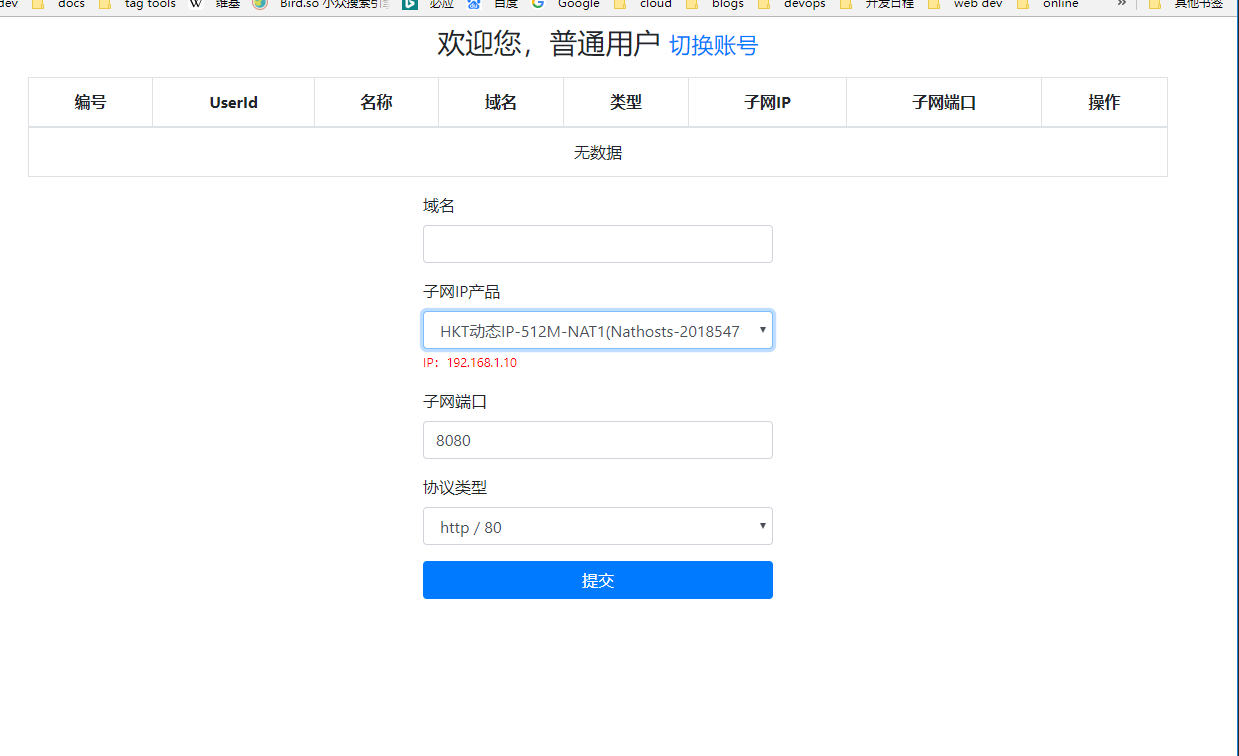 dev docs tag tools W 维基 Bird.so 小众搜索引 必应 百度 Google cloud blogs devops 开发日程 web dev online » 其他书签
欢迎您，普通用户 切换账号
编号 UserId 名称 域名 类型 子网IP 子网端口 操作
无数据
域名
子网IP产品
HKT动态IP-512M-NAT1(Nathosts-2018547
IP：192.168.1.10
子网端口
8080
协议类型
http / 80
提交